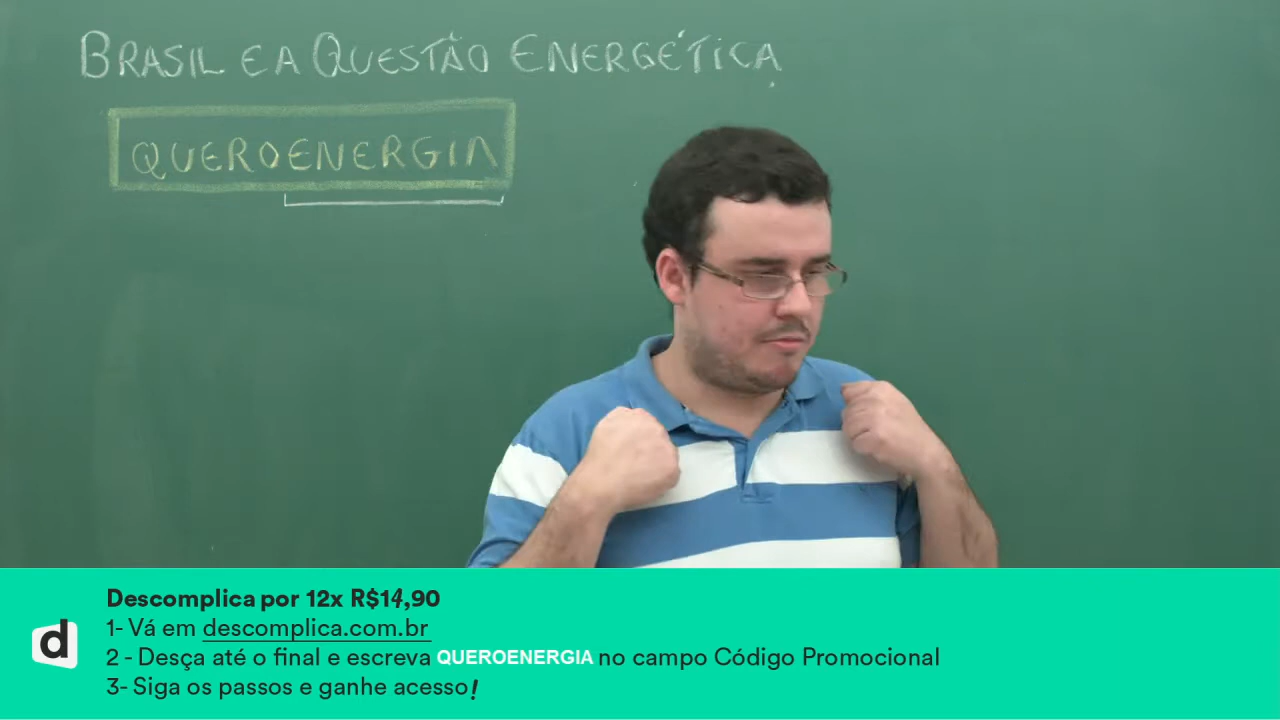 BRASIL E A QUESTÃO ENERGÉTICA
QUEROENERGIA
d
Descomplica por 12x R$14,90
1- Vá em descomplica.com.br
2 - Desça até o final e escreva QUEROENERGIA no campo Código Promocional
3- Siga os passos e ganhe acesso!